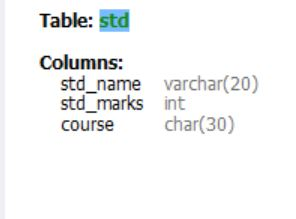 Table: std
Columns:
std_name varchar(20)
std_marks int
course char(30)